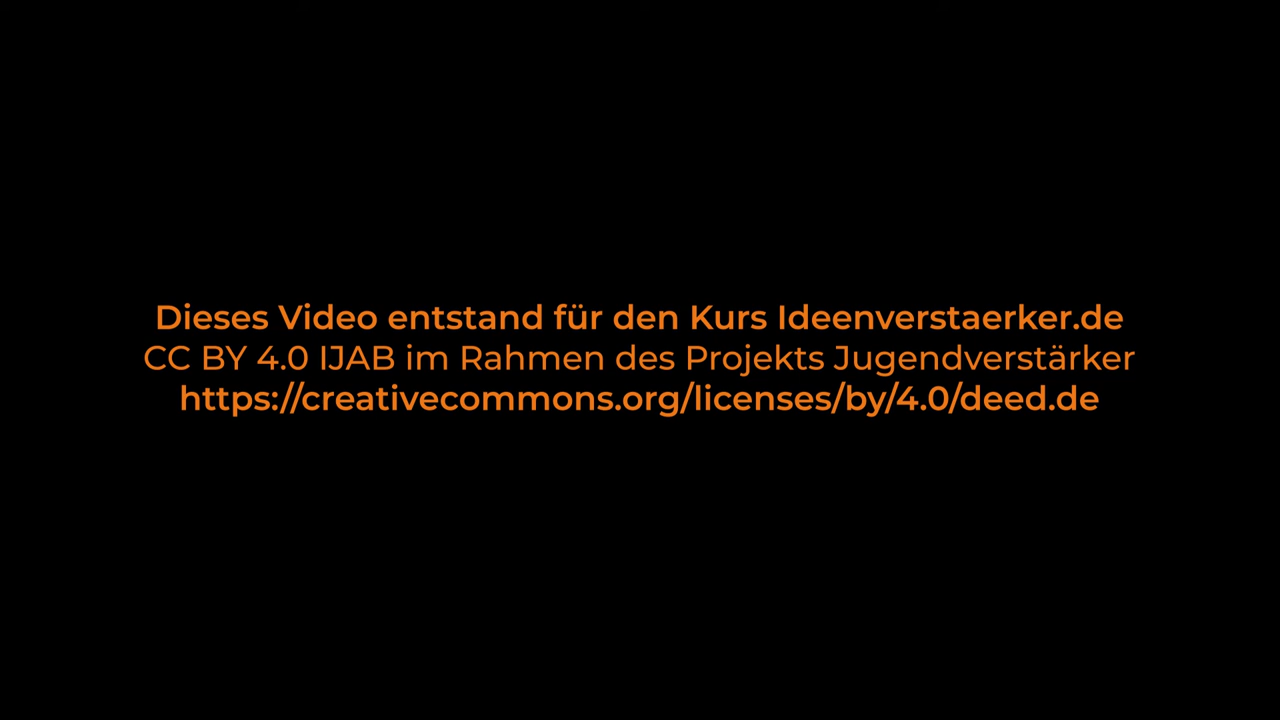 Dieses Video entstand für den Kurs Ideenverstaerker.de
CC BY 4.0 IJAB im Rahmen des Projekts Jugendverstärker
https://creativecommons.org/licenses/by/4.0/deed.de